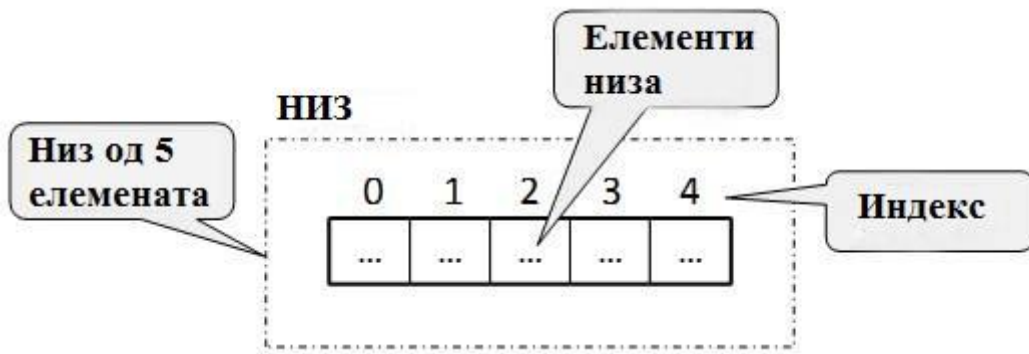 Елементи
низа
НИЗ
Низ од 5
елемената
0 1 2 3 4
Индекс
... ... ... ... ...